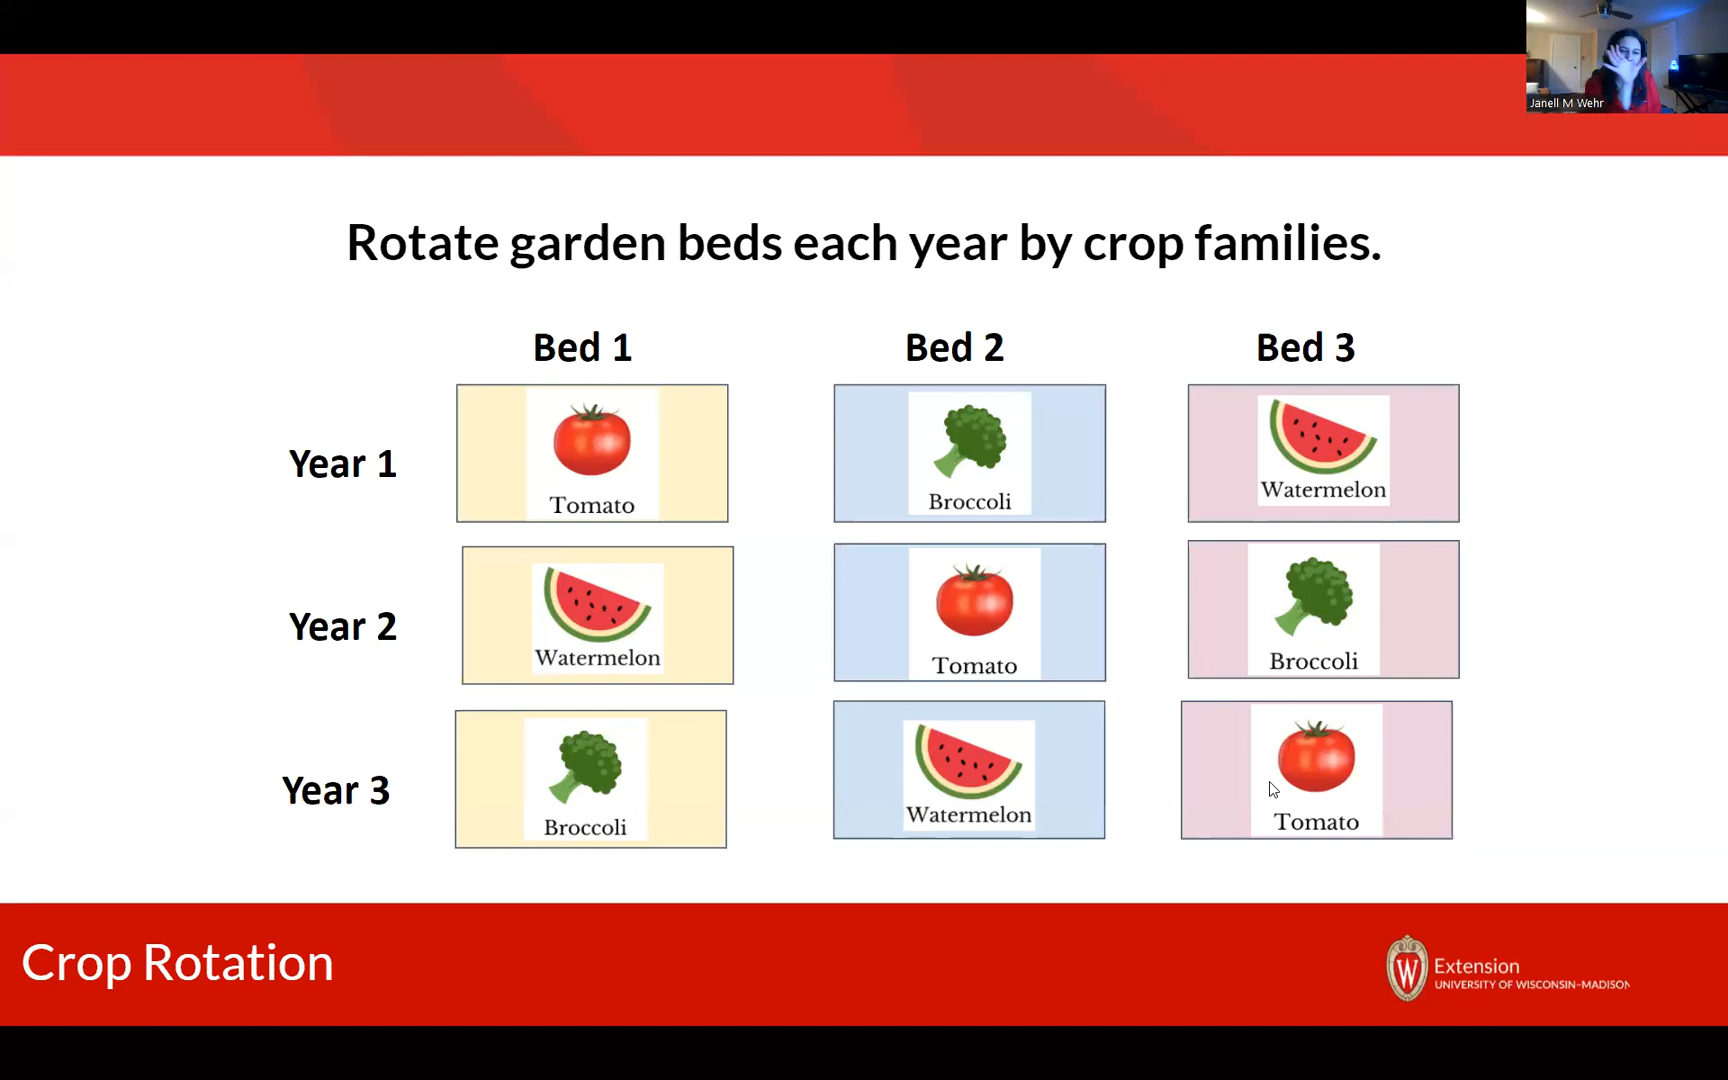 Janell M Wehr
Rotate garden beds each year by crop families.
Bed 1 Bed 2 Bed 3
Year 1
Tomato Broccoli Watermelon
Year 2
Watermelon Tomato Broccoli
Year 3
Broccoli Watermelon Tomato
Crop Rotation
W Extension
UNIVERSITY OF WISCONSIN–MADISON